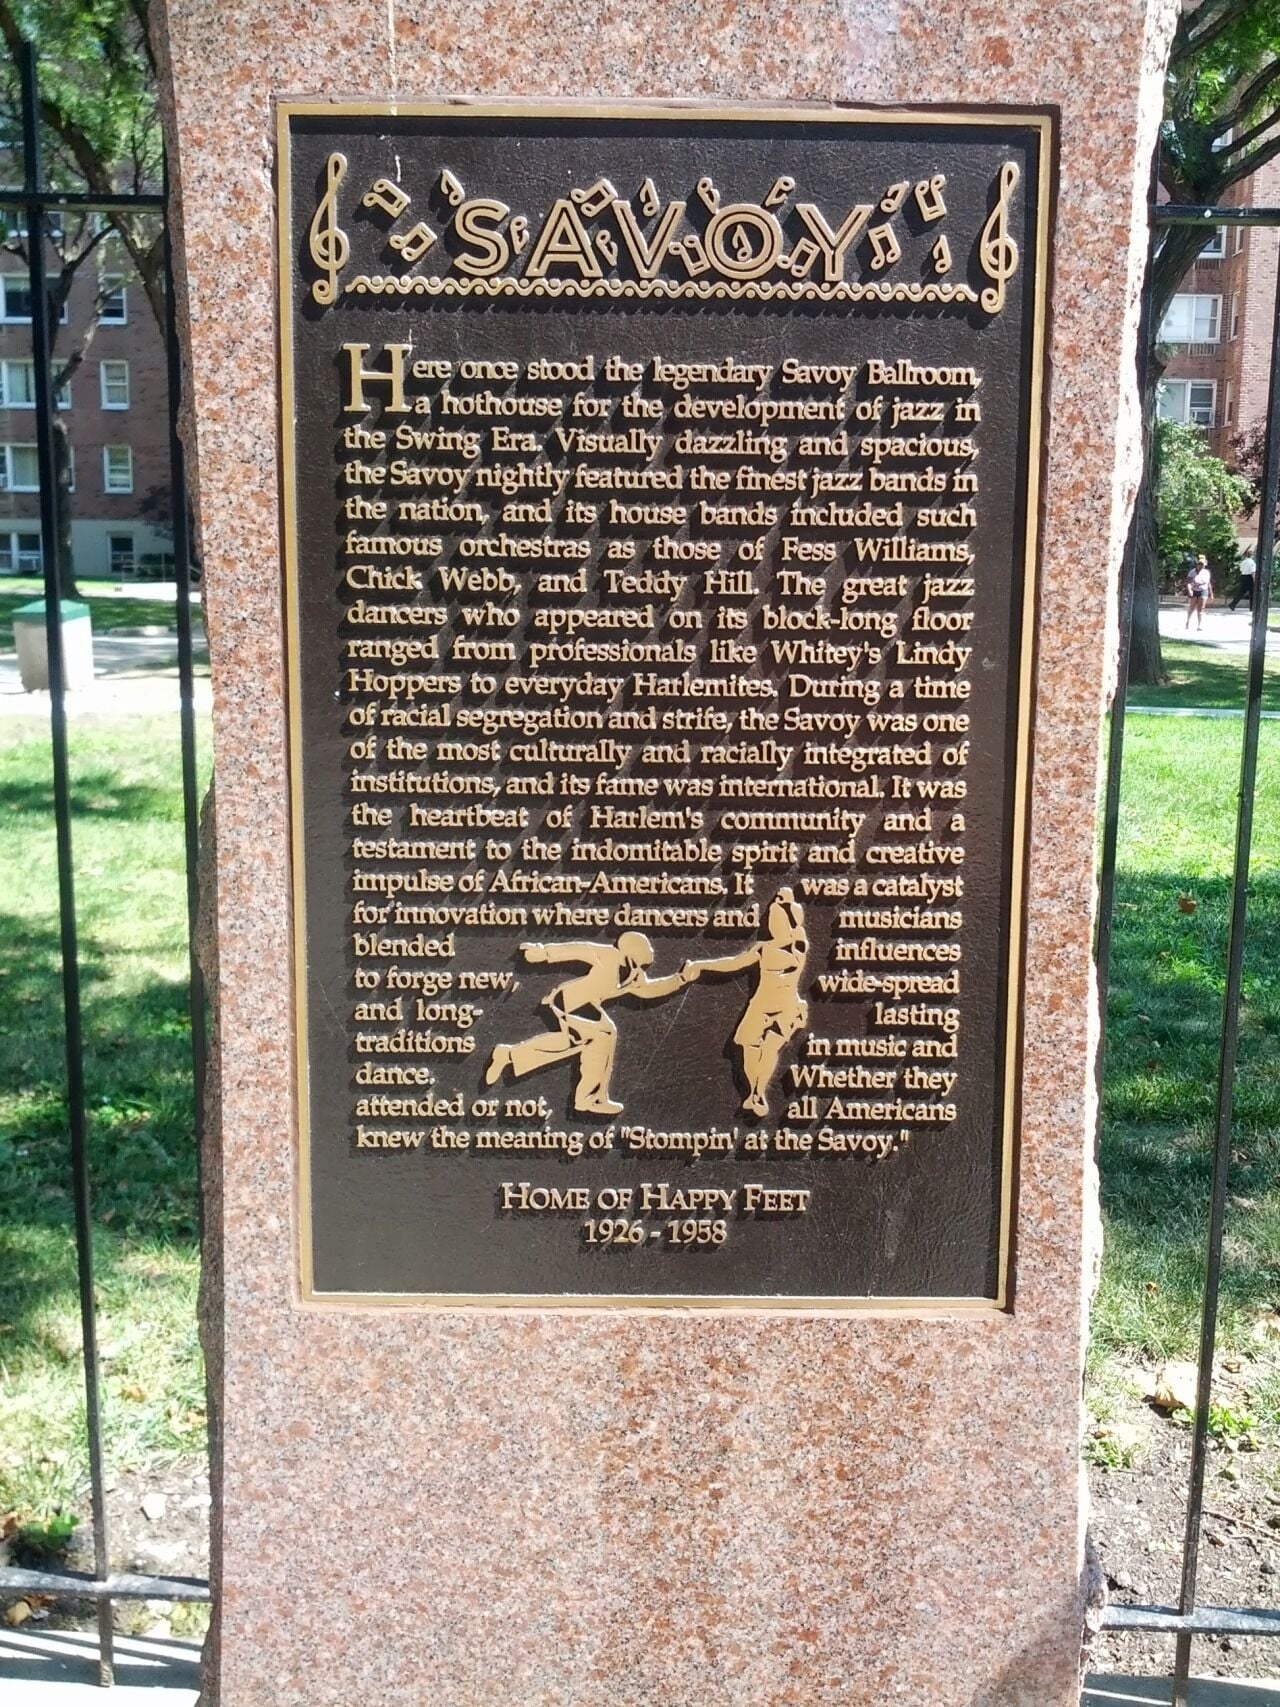 SAVOY
Here once stood the legendary Savoy Ballroom,
a hothouse for the development of jazz in
the Swing Era. Visually dazzling and spacious,
the Savoy nightly featured the finest jazz bands in
the nation, and its house bands included such
famous orchestras as those of Fess Williams,
Chick Webb, and Teddy Hill. The great jazz
dancers who appeared on its block-long floor
ranged from professionals like Whitey's Lindy
Hoppers to everyday Harlemites. During a time
of racial segregation and strife, the Savoy was one
of the most culturally and racially integrated of
institutions, and its fame was international. It was
the heartbeat of Harlem's community and a
testament to the indomitable spirit and creative
impulse of African-Americans. It was a catalyst
for innovation where dancers and musicians
blended influences
to forge new, wide-spread
and long- lasting
traditions in music and
dance. Whether they
attended or not, all Americans
knew the meaning of "Stompin' at the Savoy."
HOME OF HAPPY FEET
1926 - 1958